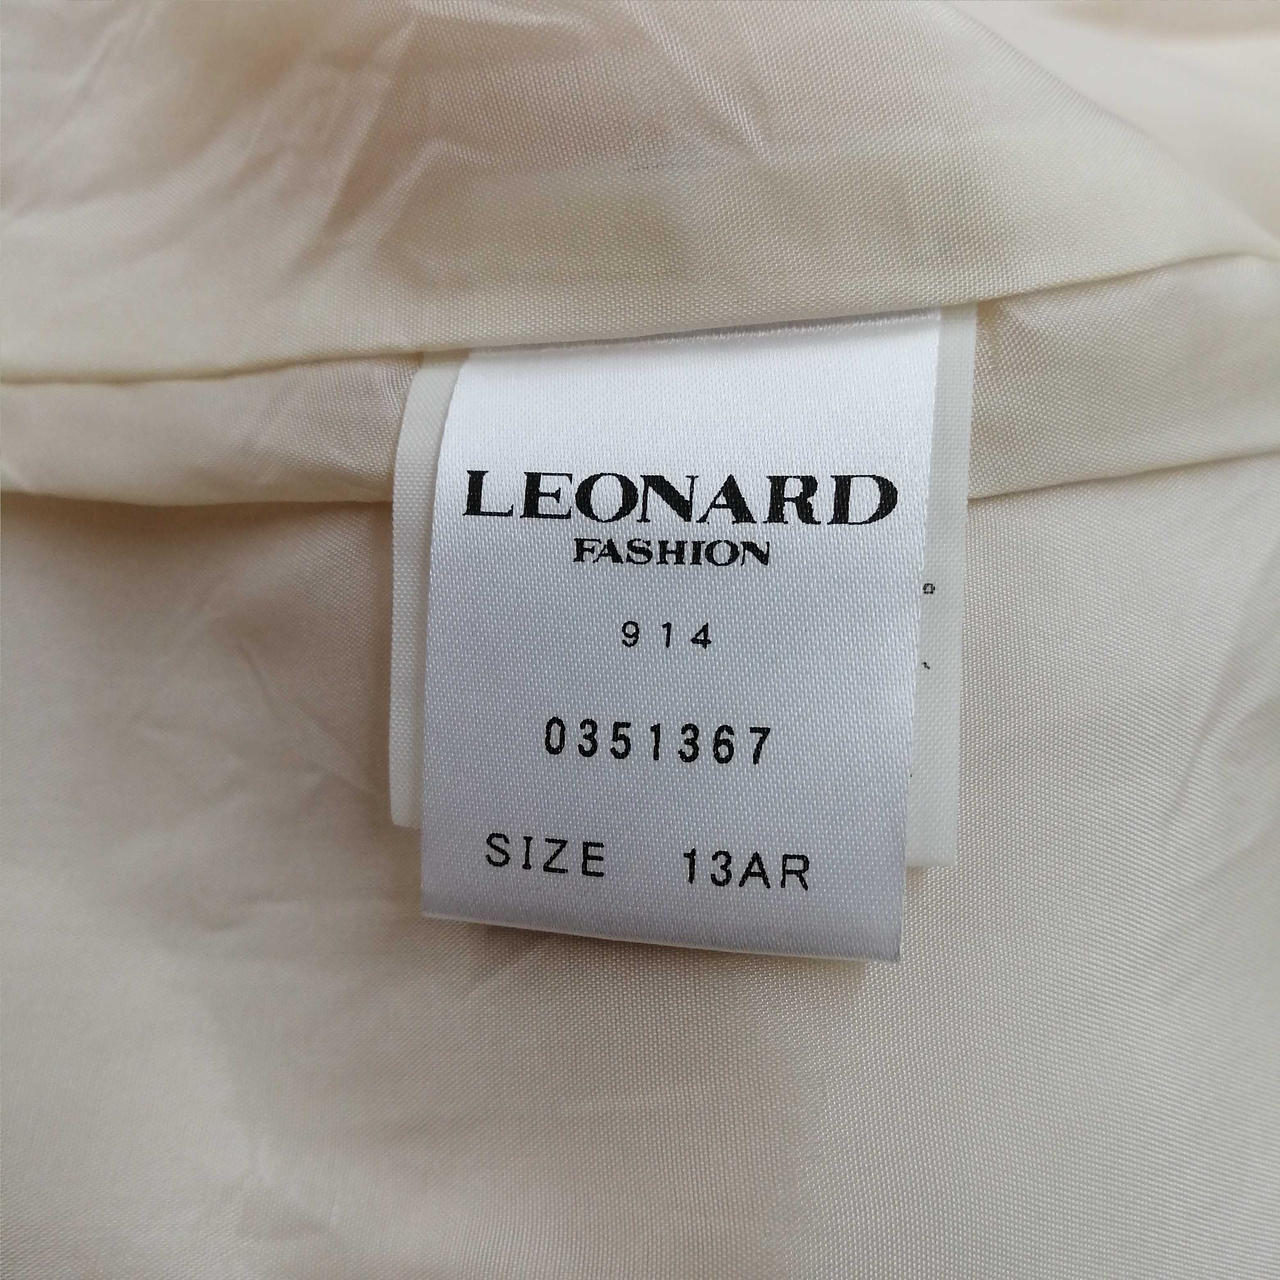 LEONARD
FASHION
914
0351367
SIZE 13AR